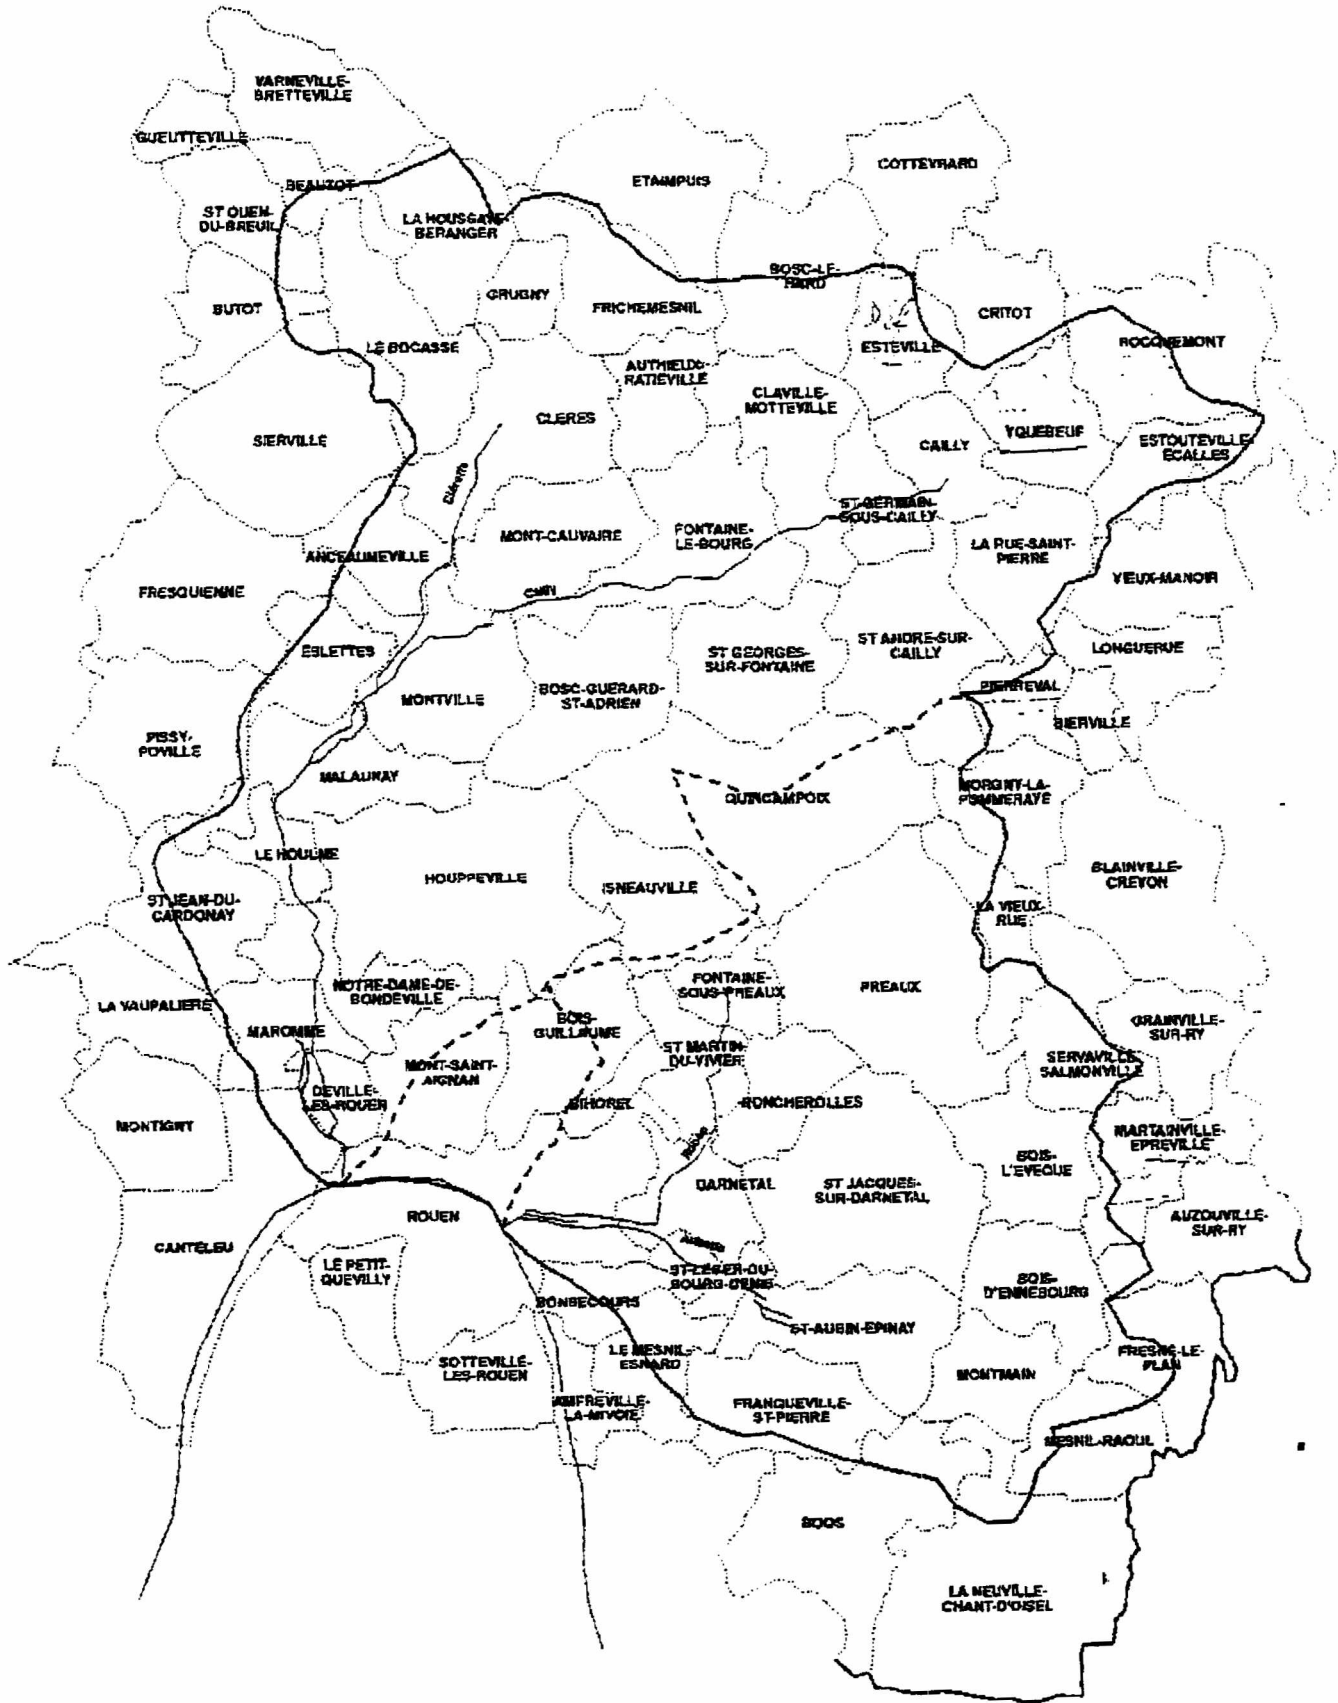 VARNEVILLE-
BRETTEVILLE
GUEUTTEVILLE
COTTEVRARD
ETAIMPUIS
BEAUTOT
ST OUEN-
DU-BREUIL
LA HOUSSAYE-
BERANGER
BOSC-LE-
HARD
BUTOT
GRUGNY
FRICHEMESNIL
CRITOT
ROCQUEMONT
LE BOCASSE
ESTEVILLE
AUTHIEUX-
RATIEVILLE
CLAVILLE-
MOTTEVILLE
SIERVILLE
CLERES
CAILLY
YQUEBEUF
ESTOUTEVILLE-
ECALLES
Clérette
ST-GERMAIN-
SOUS-CAILLY
ANCEAUMEVILLE
MONT-CAUVAIRE
FONTAINE-
LE-BOURG
LA RUE-SAINT-
PIERRE
FRESQUIENNE
VIEUX-MANOIR
ESLETTES
ST GEORGES-
SUR-FONTAINE
ST ANDRE-SUR-
CAILLY
LONGUERUE
MONTVILLE
BOSC-GUERARD-
ST-ADRIEN
PIERREVAL
BIERVILLE
PISSY-
POVILLE
MALAUNAY
QUINCAMPOIX
MORGNY-LA-
POMMERAYE
LE HOULME
HOUPPEVILLE
ISNEAUVILLE
BLAINVILLE-
CREVON
ST JEAN-DU-
CARDONAY
LA VIEUX-
RUE
NOTRE-DAME-DE-
BONDEVILLE
FONTAINE-
SOUS-PREAUX
PREAUX
LA VAUPALIERE
MAROMME
BOIS-
GUILLAUME
GRAINVILLE-
SUR-RY
MONT-SAINT-
AIGNAN
ST MARTIN-
DU-VIVIER
SERVAVILLE-
SALMONVILLE
DEVILLE-
LES-ROUEN
BIHOREL
RONCHEROLLES
MONTIGNY
MARTAINVILLE-
EPREVILLE
Robec
BOIS-
L'EVEQUE
DARNETAL
ST JACQUES-
SUR-DARNETAL
ROUEN
AUZOUVILLE-
SUR-RY
CANTELEU
Aubette
LE PETIT-
QUEVILLY
ST-LEGER-DU-
BOURG-DENIS
BOIS-
D'ENNEBOURG
BONSECOURS
ST-AUBIN-EPINAY
LE MESNIL-
ESNARD
FRESNE-LE-
PLAN
SOTTEVILLE-
LES-ROUEN
MONTMAIN
AMFREVILLE-
LA-MIVOIE
FRANQUEVILLE-
ST-PIERRE
MESNIL-RAOUL
BOOS
LA NEUVILLE-
CHANT-D'OISEL